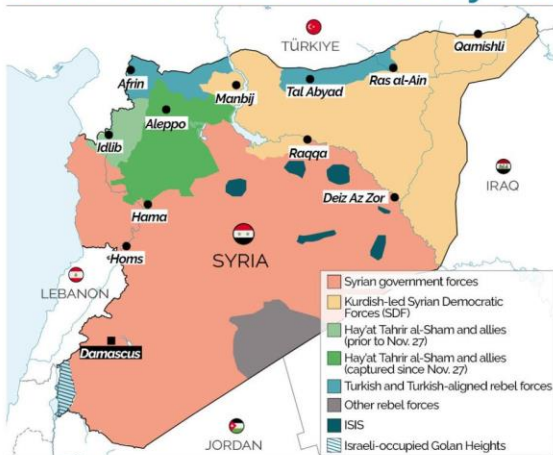 TÜRKIYE
Qamishli
Afrin
Manbij
Tal Abyad
Ras al-Ain
Aleppo
Idlib
Raqqa
IRAQ
Deiz Az Zor
Hama
SYRIA
Homs
LEBANON
Damascus
JORDAN
Syrian government forces
Kurdish-led Syrian Democratic
Forces (SDF)
Hay'at Tahrir al-Sham and allies
(prior to Nov. 27)
Hay'at Tahrir al-Sham and allies
(captured since Nov. 27)
Turkish and Turkish-aligned rebel forces
Other rebel forces
ISIS
Israeli-occupied Golan Heights